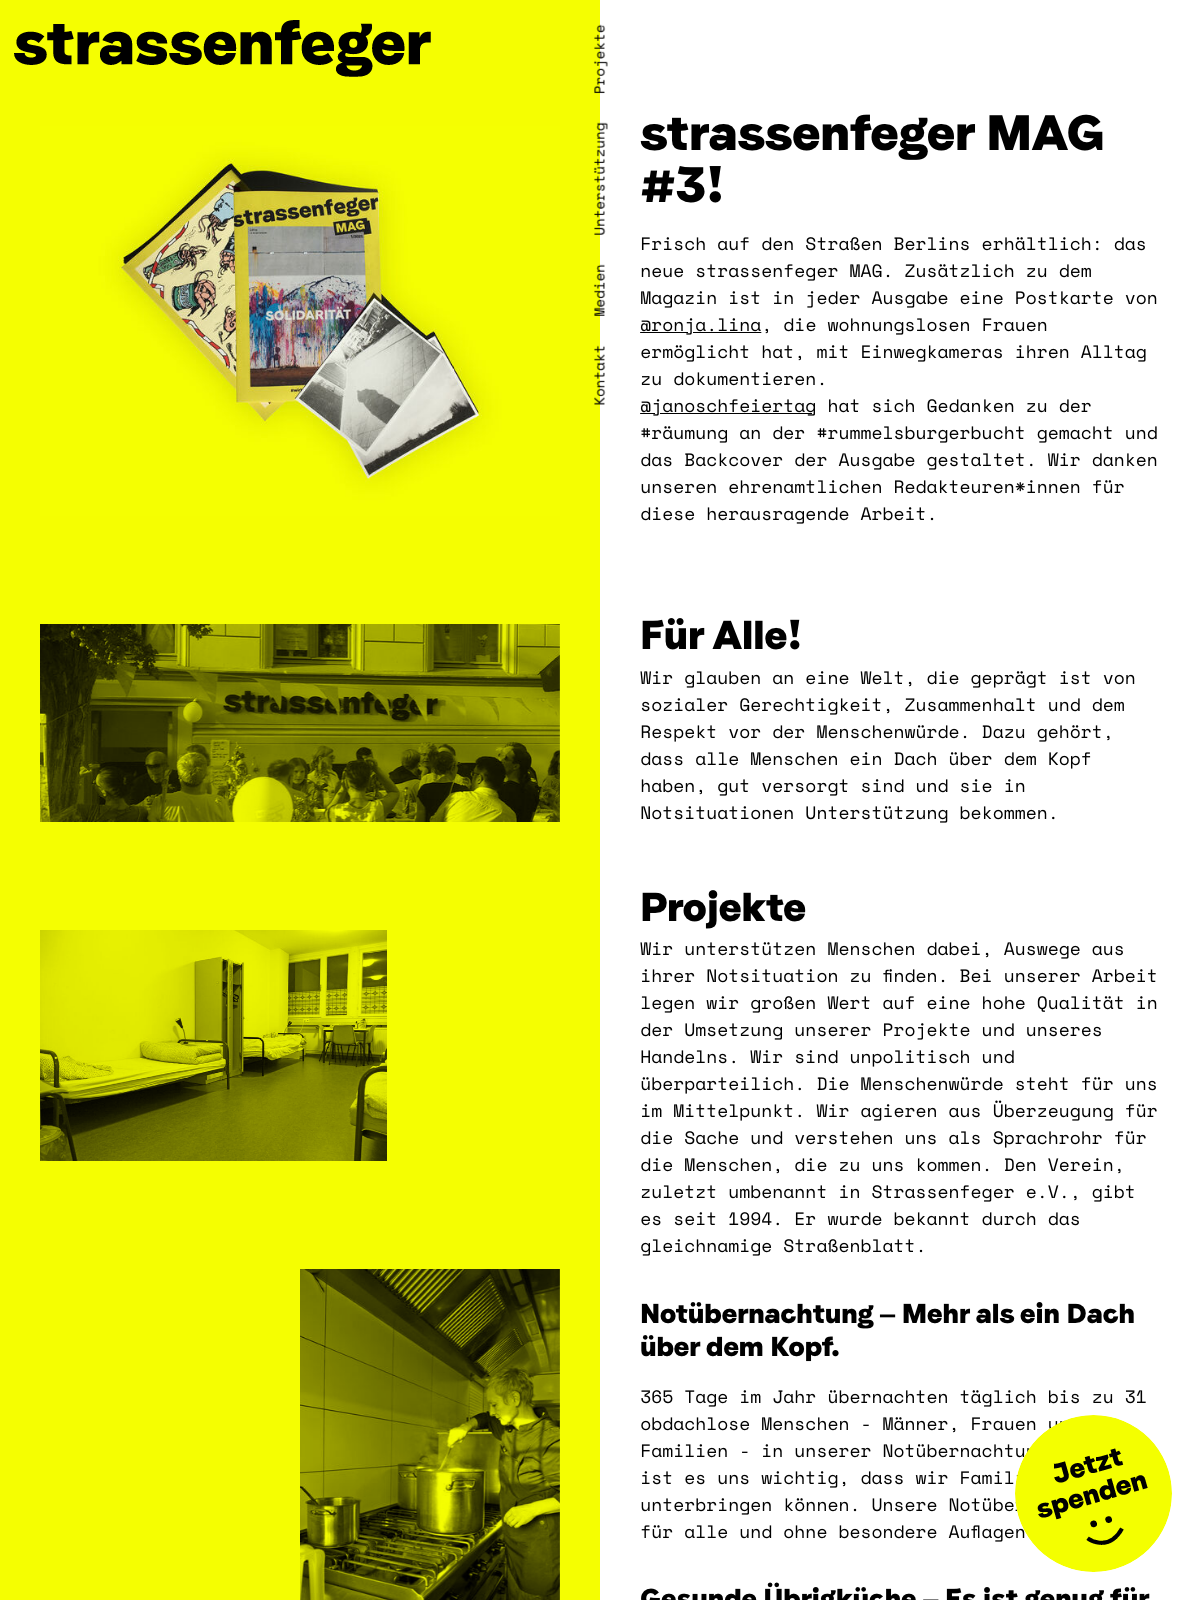 strassenfeger
Projekte
Unterstützung
Medien
Kontakt
strassenfeger
MAG
SOLIDARITÄT
strassenfeger
strassenfeger MAG
#3!
Frisch auf den Straßen Berlins erhältlich: das
neue strassenfeger MAG. Zusätzlich zu dem
Magazin ist in jeder Ausgabe eine Postkarte von
@ronja.lina, die wohnungslosen Frauen
ermöglicht hat, mit Einwegkameras ihren Alltag
zu dokumentieren.
@janoschfeiertag hat sich Gedanken zu der
#räumung an der #rummelsburgerbucht gemacht und
das Backcover der Ausgabe gestaltet. Wir danken
unseren ehrenamtlichen Redakteuren*innen für
diese herausragende Arbeit.
Für Alle!
Wir glauben an eine Welt, die geprägt ist von
sozialer Gerechtigkeit, Zusammenhalt und dem
Respekt vor der Menschenwürde. Dazu gehört,
dass alle Menschen ein Dach über dem Kopf
haben, gut versorgt sind und sie in
Notsituationen Unterstützung bekommen.
Projekte
Wir unterstützen Menschen dabei, Auswege aus
ihrer Notsituation zu finden. Bei unserer Arbeit
legen wir großen Wert auf eine hohe Qualität in
der Umsetzung unserer Projekte und unseres
Handelns. Wir sind unpolitisch und
überparteilich. Die Menschenwürde steht für uns
im Mittelpunkt. Wir agieren aus Überzeugung für
die Sache und verstehen uns als Sprachrohr für
die Menschen, die zu uns kommen. Den Verein,
zuletzt umbenannt in Strassenfeger e.V., gibt
es seit 1994. Er wurde bekannt durch das
gleichnamige Straßenblatt.
Notübernachtung – Mehr als ein Dach
über dem Kopf.
365 Tage im Jahr übernachten täglich bis zu 31
obdachlose Menschen - Männer, Frauen
Familien - in unserer
ist es uns wichtig, dass wir
unterbringen können. Unsere
für alle und ohne besondere Auflagen
Jetzt
spenden
Gesunde Übrigküche – Es ist genug für